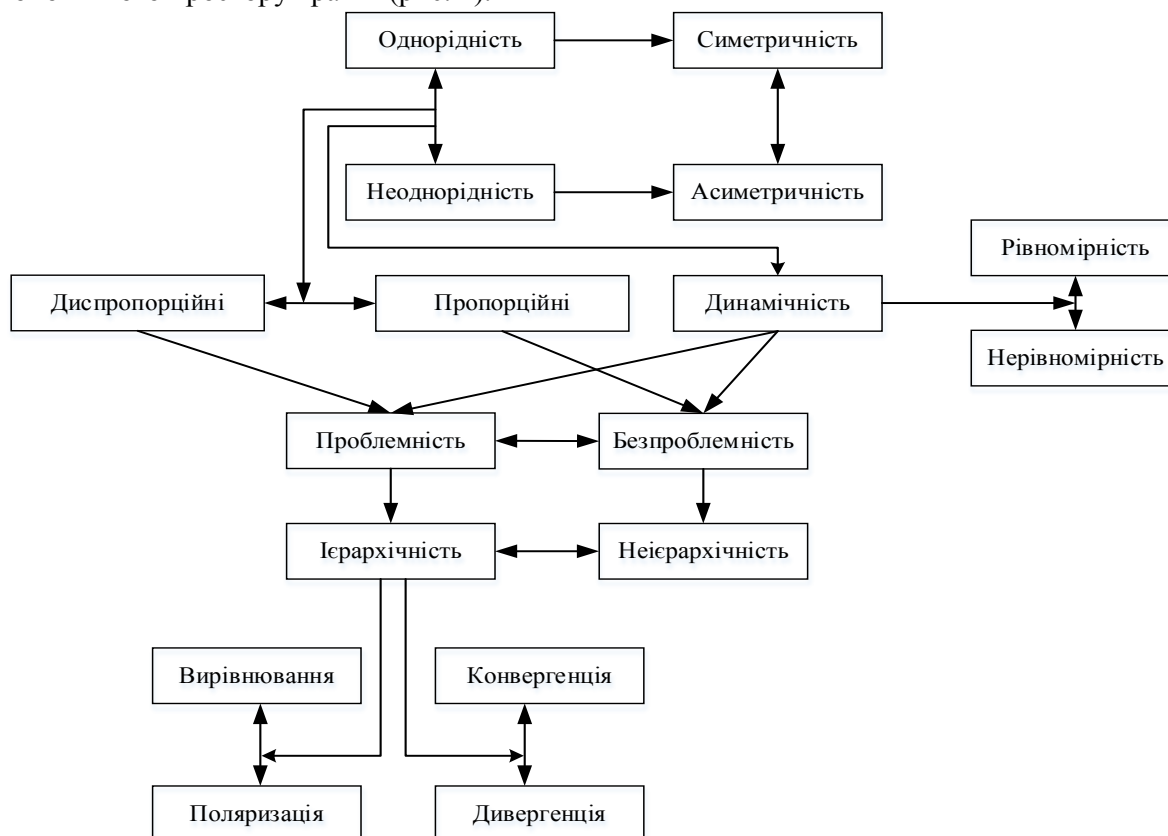 Однорідність
Симетричність
Неоднорідність
Асиметричність
Рівномірність
Диспропорційні
Пропорційні
Динамічність
Нерівномірність
Проблемність
Безпроблемність
Ієрархічність
Неієрархічність
Вирівнювання
Конвергенція
Поляризація
Дивергенція